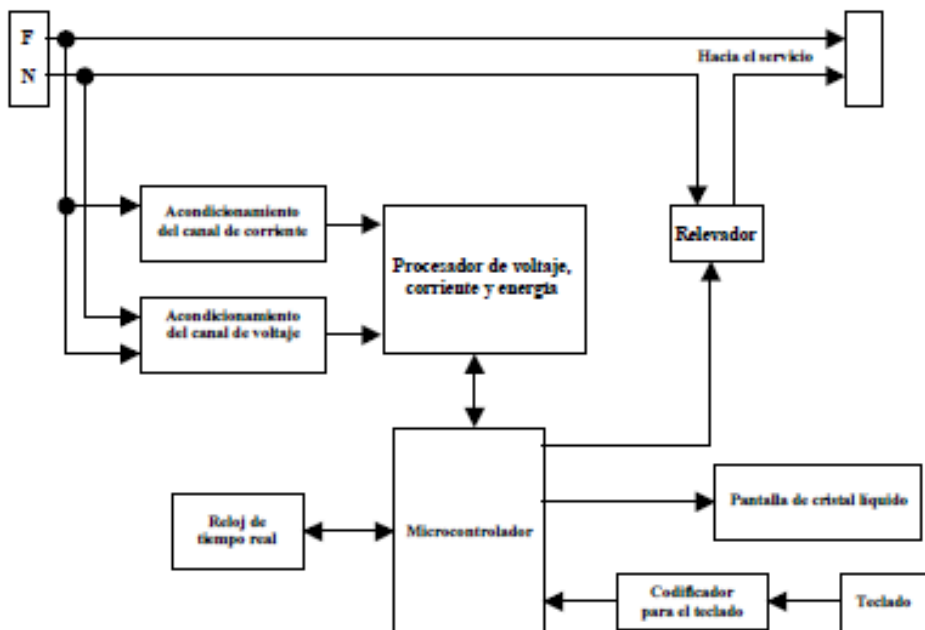 F
N
Hacia el servicio
Acondicionamiento
del canal de corriente
Procesador de voltaje,
corriente y energía
Relevador
Acondicionamiento
del canal de voltaje
Reloj de
tiempo real
Microcontrolador
Pantalla de cristal líquido
Codificador
para el teclado
Teclado